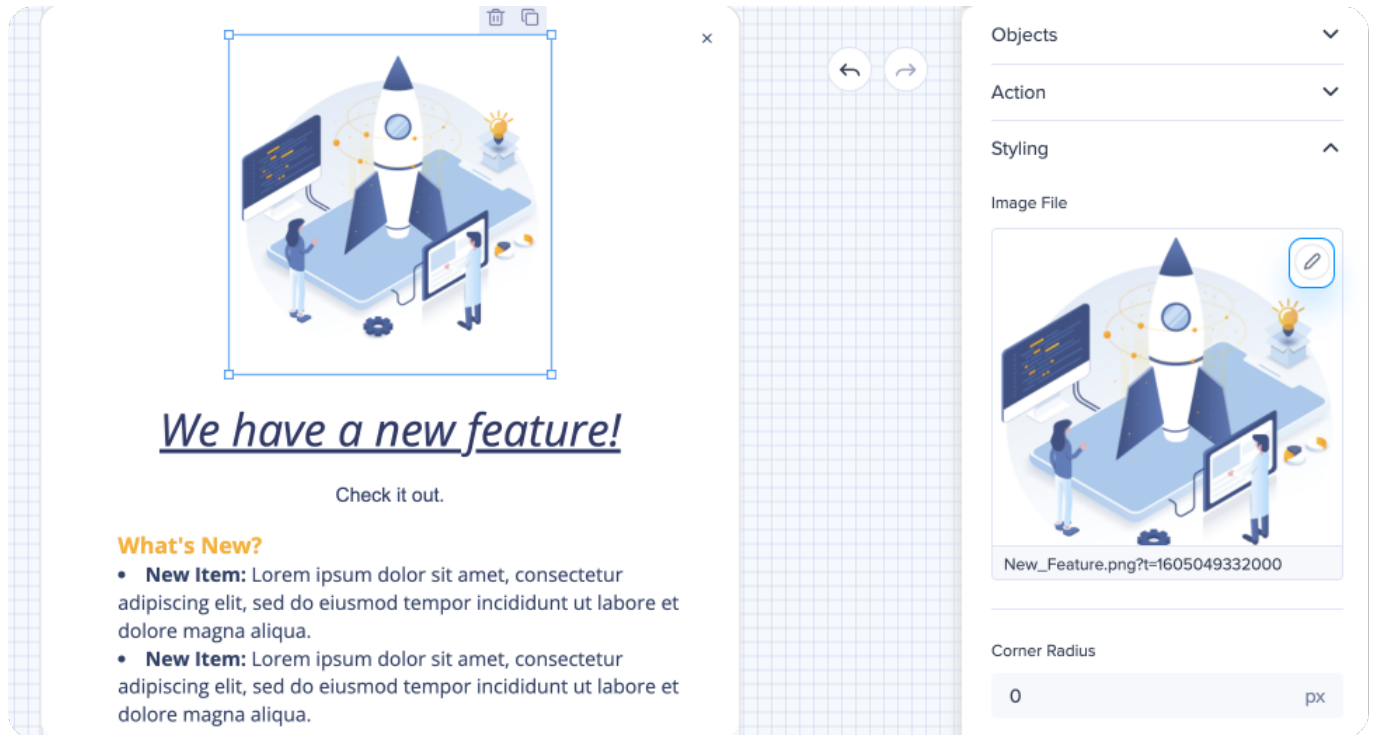 We have a new feature!
Check it out.
What's New?
• New Item: Lorem ipsum dolor sit amet, consectetur
adipiscing elit, sed do eiusmod tempor incididunt ut labore et
dolore magna aliqua.
• New Item: Lorem ipsum dolor sit amet, consectetur
adipiscing elit, sed do eiusmod tempor incididunt ut labore et
dolore magna aliqua.
Objects
Action
Styling
Image File
New_Feature.png?t=1605049332000
Corner Radius
0 px